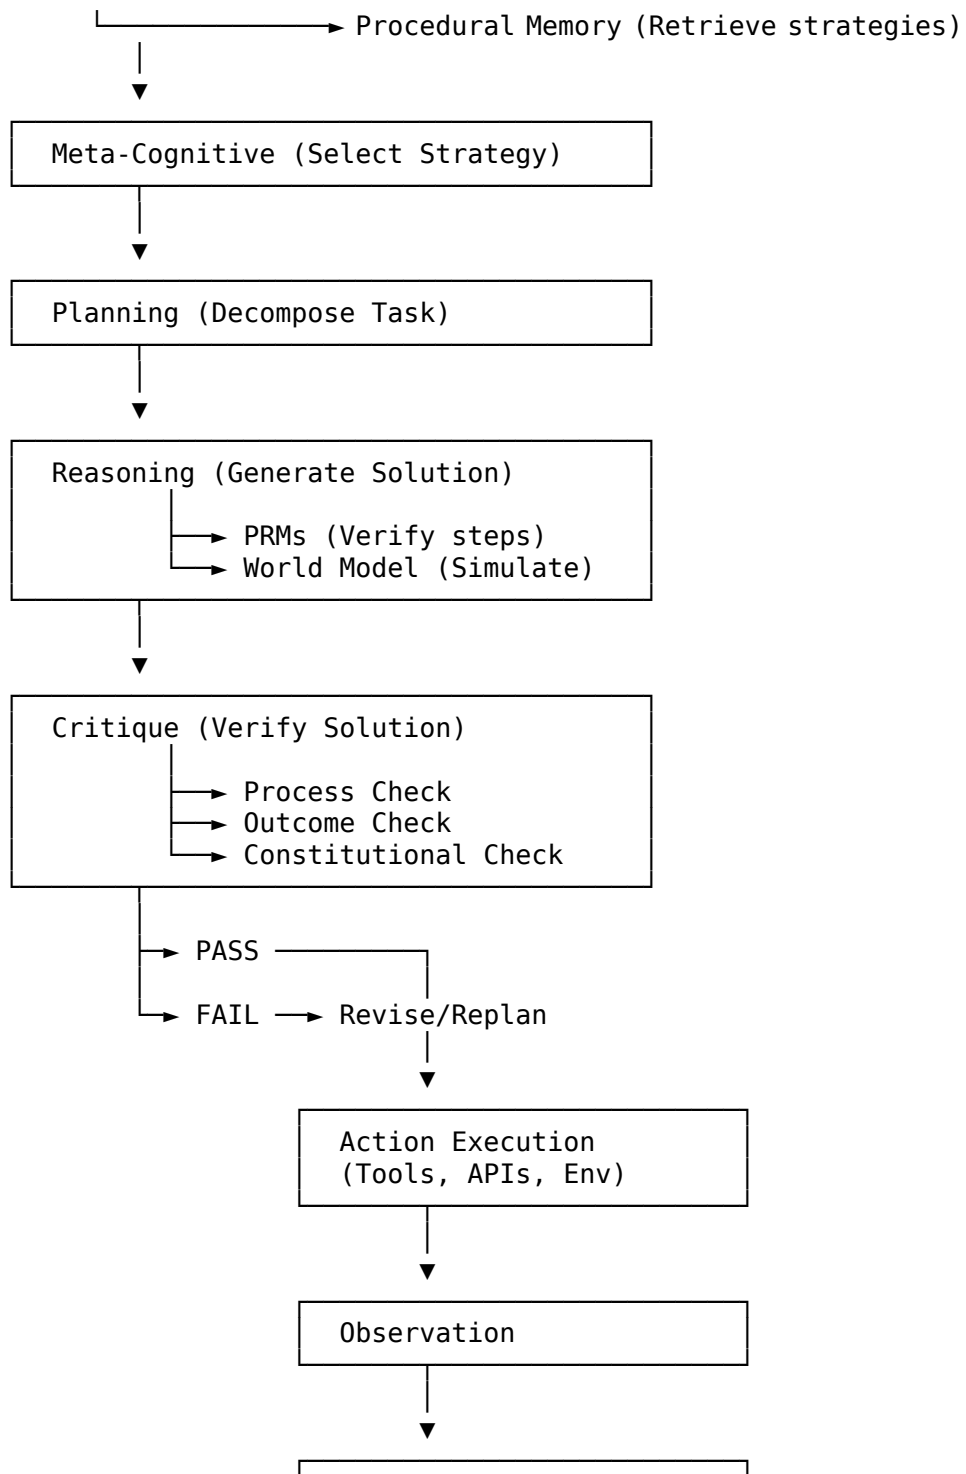 Procedural Memory (Retrieve strategies)
Meta-Cognitive (Select Strategy)
Planning (Decompose Task)
Reasoning (Generate Solution)
PRMs (Verify steps)
World Model (Simulate)
Critique (Verify Solution)
Process Check
Outcome Check
Constitutional Check
PASS
FAIL Revise/Replan
Action Execution
(Tools, APIs, Env)
Observation